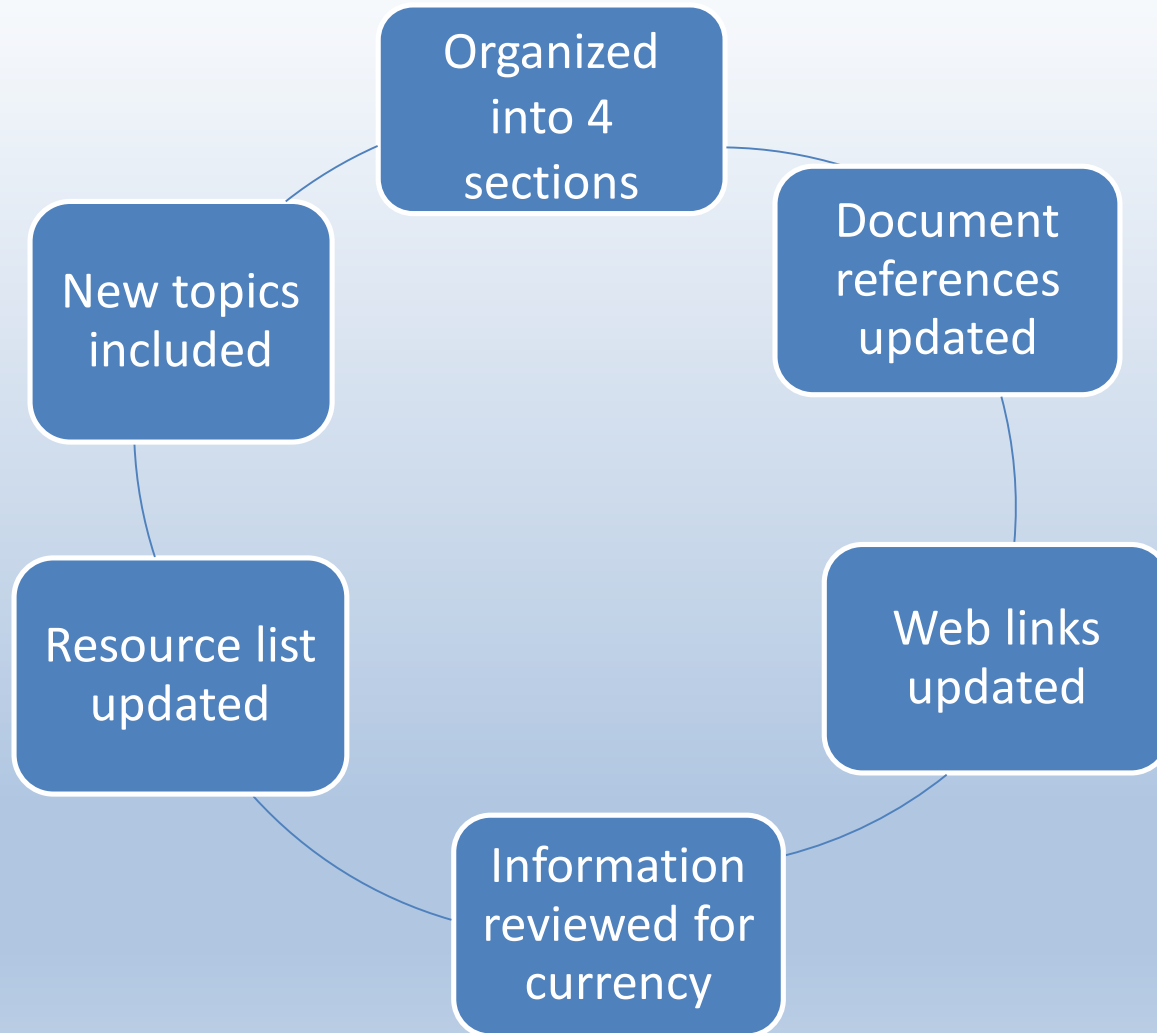 Organized
into 4
sections
Document
references
updated
Web links
updated
Information
reviewed for
currency
Resource list
updated
New topics
included